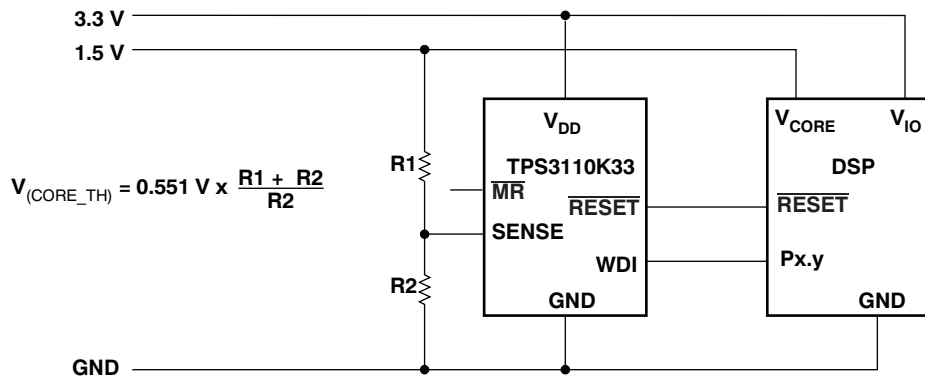 3.3 V
1.5 V
V(CORE_TH) = 0.551 V x R1 + R2
R2
R1
R2
VDD
TPS3110K33
MR
RESET
SENSE
WDI
GND
VCORE
VIO
DSP
RESET
Px.y
GND
GND